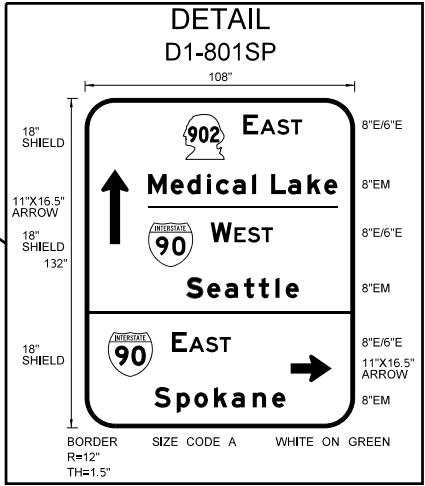 DETAIL
D1-801SP
108"
18" SHIELD
902 EAST
8"E/6"E
Medical Lake
8"EM
11"X16.5" ARROW
18" SHIELD
132"
INTERSTATE 90
WEST
8"E/6"E
Seattle
8"EM
18" SHIELD
INTERSTATE 90
EAST
8"E/6"E
11"X16.5" ARROW
Spokane
8"EM
BORDER SIZE CODE A WHITE ON GREEN
R=12"
TH=1.5"